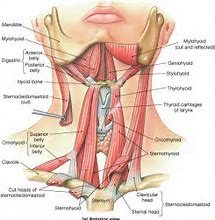 Mandible
Mylohyoid
Digastric
Anterior
belly
Posterior
belly
Hyoid bone
Sternocleidomastoid
(cut)
Omohyoid
Superior
belly
Inferior
belly
Clavicle
Cut heads of
sternocleidomastoid
Mylohyoid
(cut and reflected)
Geniohyoid
Stylohyoid
Thyrohyoid
Thyroid cartilages
of larynx
Cricothyroid
Sternothyroid
Sternohyoid
Clavicular
head
Sternal head
Sternum
(a) Anterior view